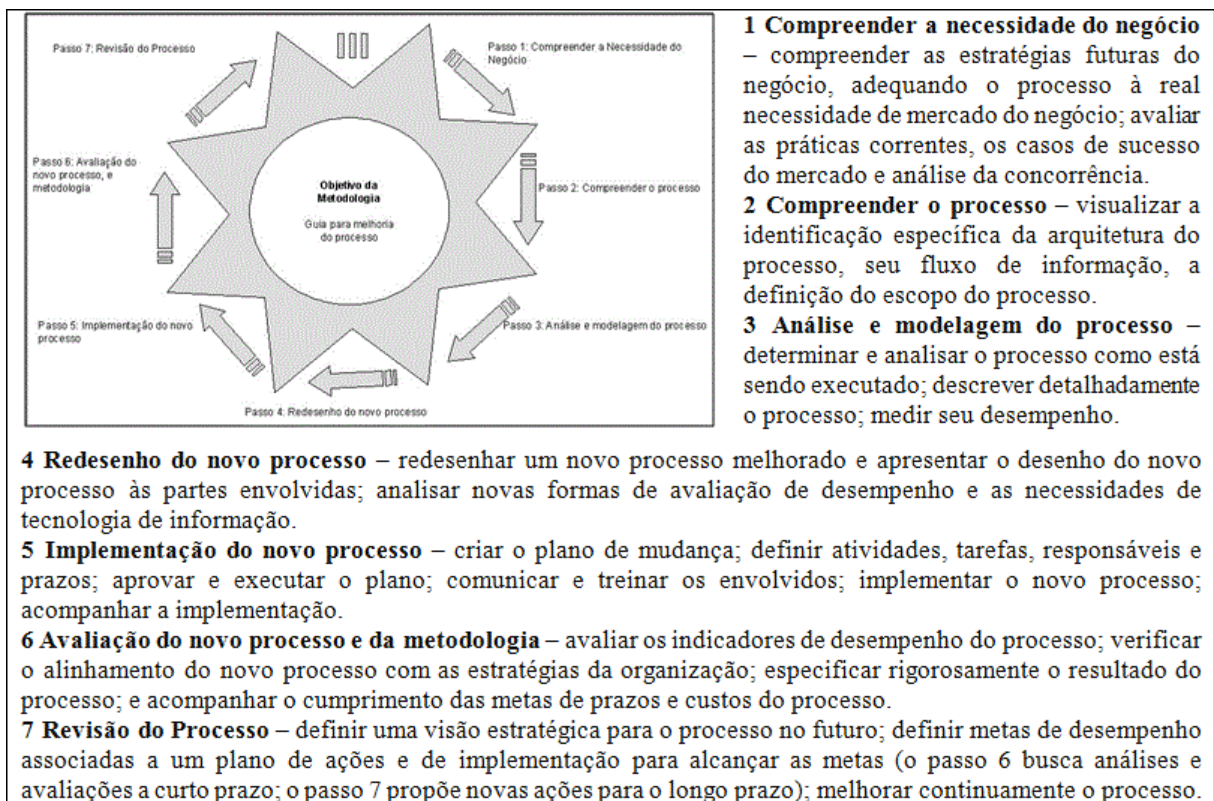 Passo 7: Revisão do Processo
Passo 1: Compreender a Necessidade do
Negócio
Passo 6: Avaliação do
novo processo, e
metodologia
Objetivo da
Metodologia
Guia para melhoria
do processo
Passo 2: Compreender o processo
Passo 5: Implementação do novo
processo
Passo 3: Análise e modelagem do processo
Passo 4: Redesenho do novo processo
1 Compreender a necessidade do negócio
– compreender as estratégias futuras do
negócio, adequando o processo à real
necessidade de mercado do negócio; avaliar
as práticas correntes, os casos de sucesso
do mercado e análise da concorrência.
2 Compreender o processo – visualizar a
identificação específica da arquitetura do
processo, seu fluxo de informação, a
definição do escopo do processo.
3 Análise e modelagem do processo –
determinar e analisar o processo como está
sendo executado; descrever detalhadamente
o processo; medir seu desempenho.
4 Redesenho do novo processo – redesenhar um novo processo melhorado e apresentar o desenho do novo
processo às partes envolvidas; analisar novas formas de avaliação de desempenho e as necessidades de
tecnologia de informação.
5 Implementação do novo processo – criar o plano de mudança; definir atividades, tarefas, responsáveis e
prazos; aprovar e executar o plano; comunicar e treinar os envolvidos; implementar o novo processo;
acompanhar a implementação.
6 Avaliação do novo processo e da metodologia – avaliar os indicadores de desempenho do processo; verificar
o alinhamento do novo processo com as estratégias da organização; especificar rigorosamente o resultado do
processo; e acompanhar o cumprimento das metas de prazos e custos do processo.
7 Revisão do Processo – definir uma visão estratégica para o processo no futuro; definir metas de desempenho
associadas a um plano de ações e de implementação para alcançar as metas (o passo 6 busca análises e
avaliações a curto prazo; o passo 7 propõe novas ações para o longo prazo); melhorar continuamente o processo.